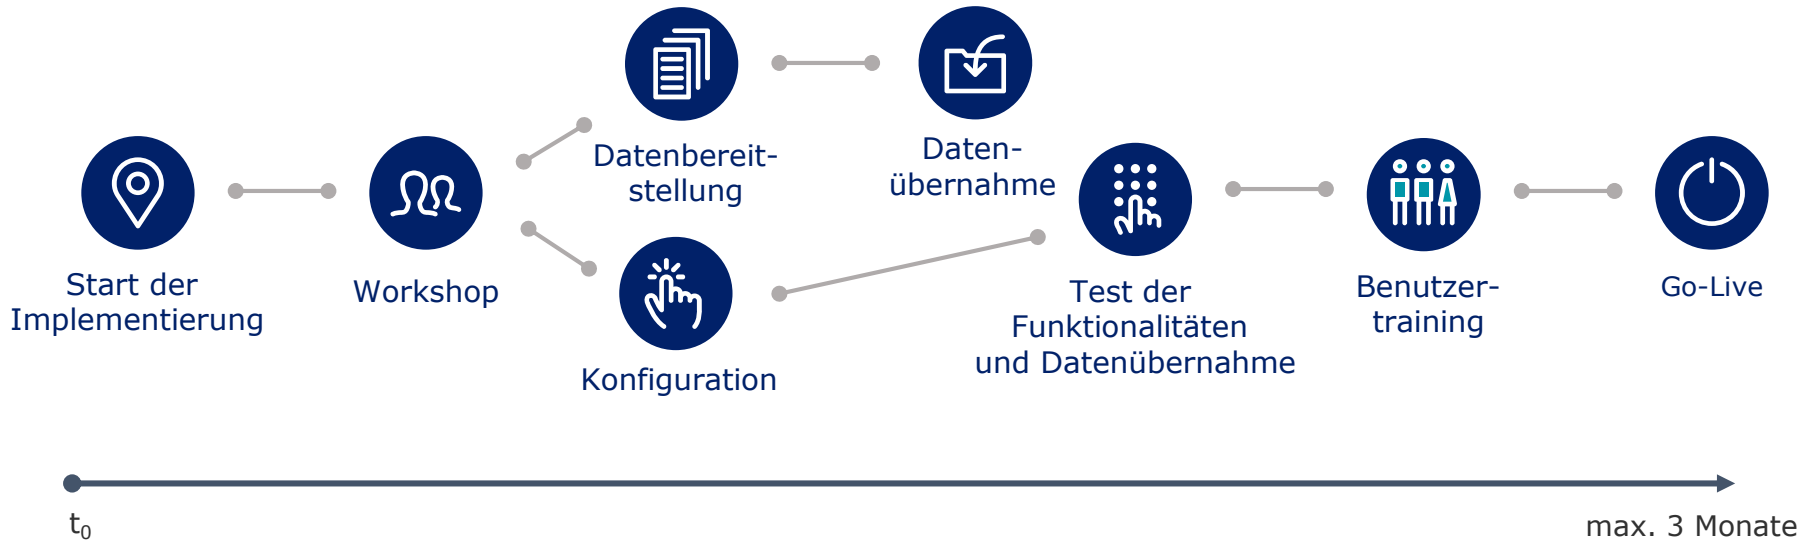 Start der
Implementierung
Workshop
Datenbereit-
stellung
Daten-
übernahme
Konfiguration
Test der
Funktionalitäten
und Datenübernahme
Benutzer-
training
Go-Live
t₀
max. 3 Monate